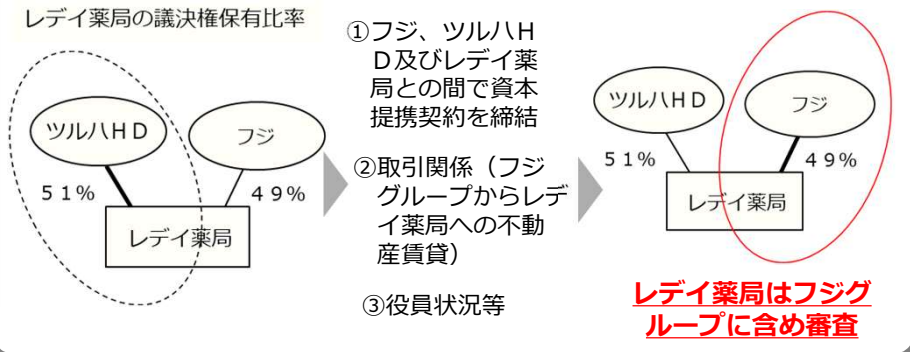 レデイ薬局の議決権保有比率
ツルハHD
フジ
51%
49%
レデイ薬局
①フジ、ツルハH
D及びレデイ薬
局との間で資本
提携契約を締結
②取引関係（フジ
グループからレデ
イ薬局への不動
産賃貸）
③役員状況等
ツルハHD
フジ
51%
49%
レデイ薬局
レデイ薬局はフジグ
ループに含め審査